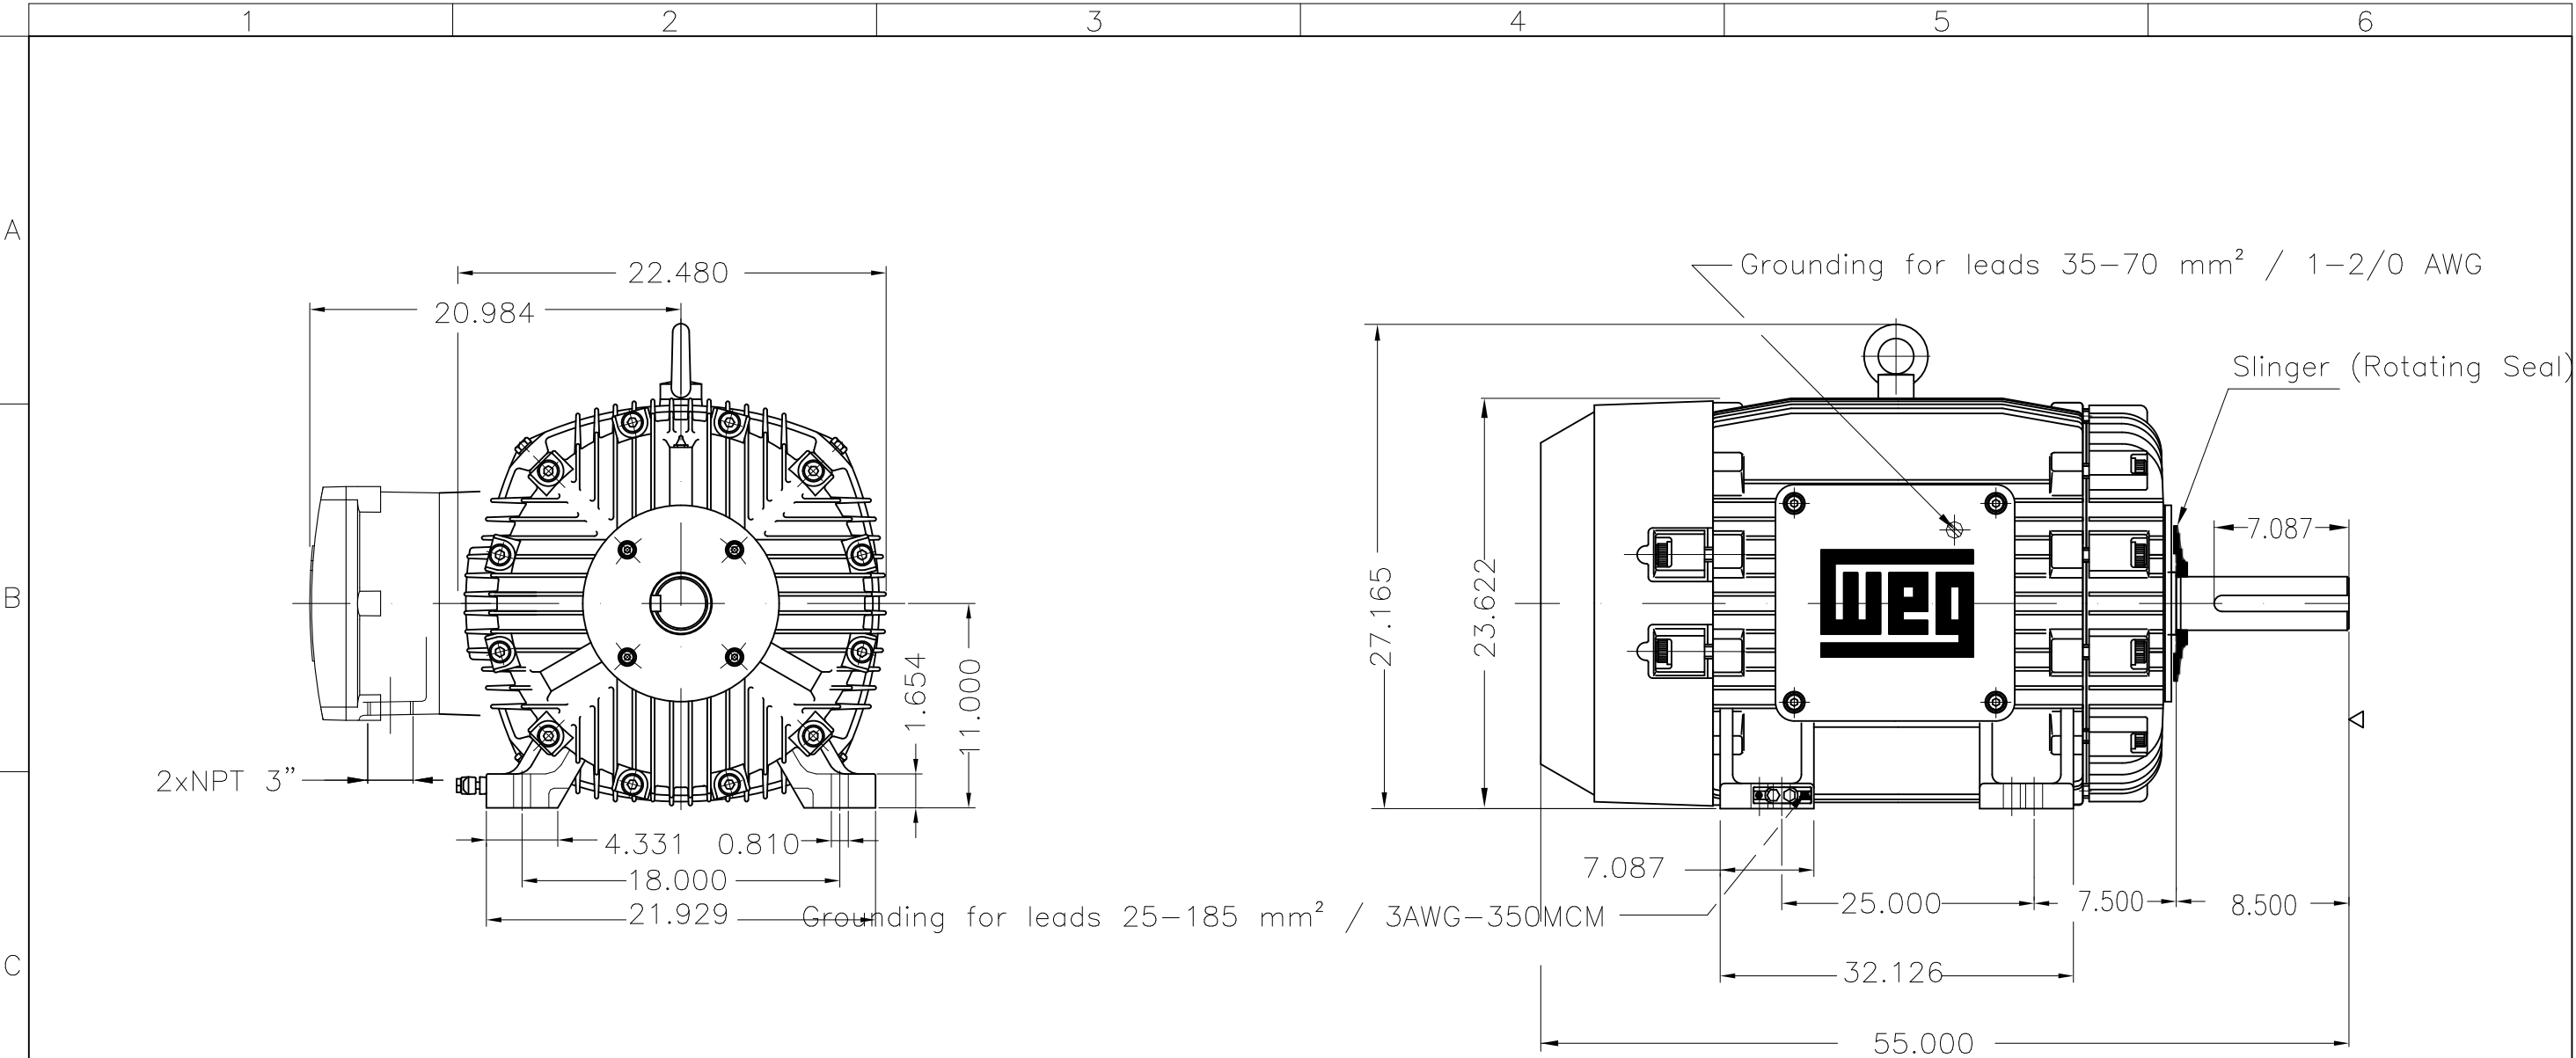 1 2 3 4 5 6
A
22.480
Grounding for leads 35-70 mm² / 1-2/0 AWG
20.984
Slinger (Rotating Seal)
7.087
27.165
23.622
B
weg
1.654
11.000
2xNPT 3”
4.331 0.810
7.087
18.000
25.000 7.500 8.500
21.929
Grounding for leads 25-185 mm² / 3AWG-350MCM
C
32.126
55.000